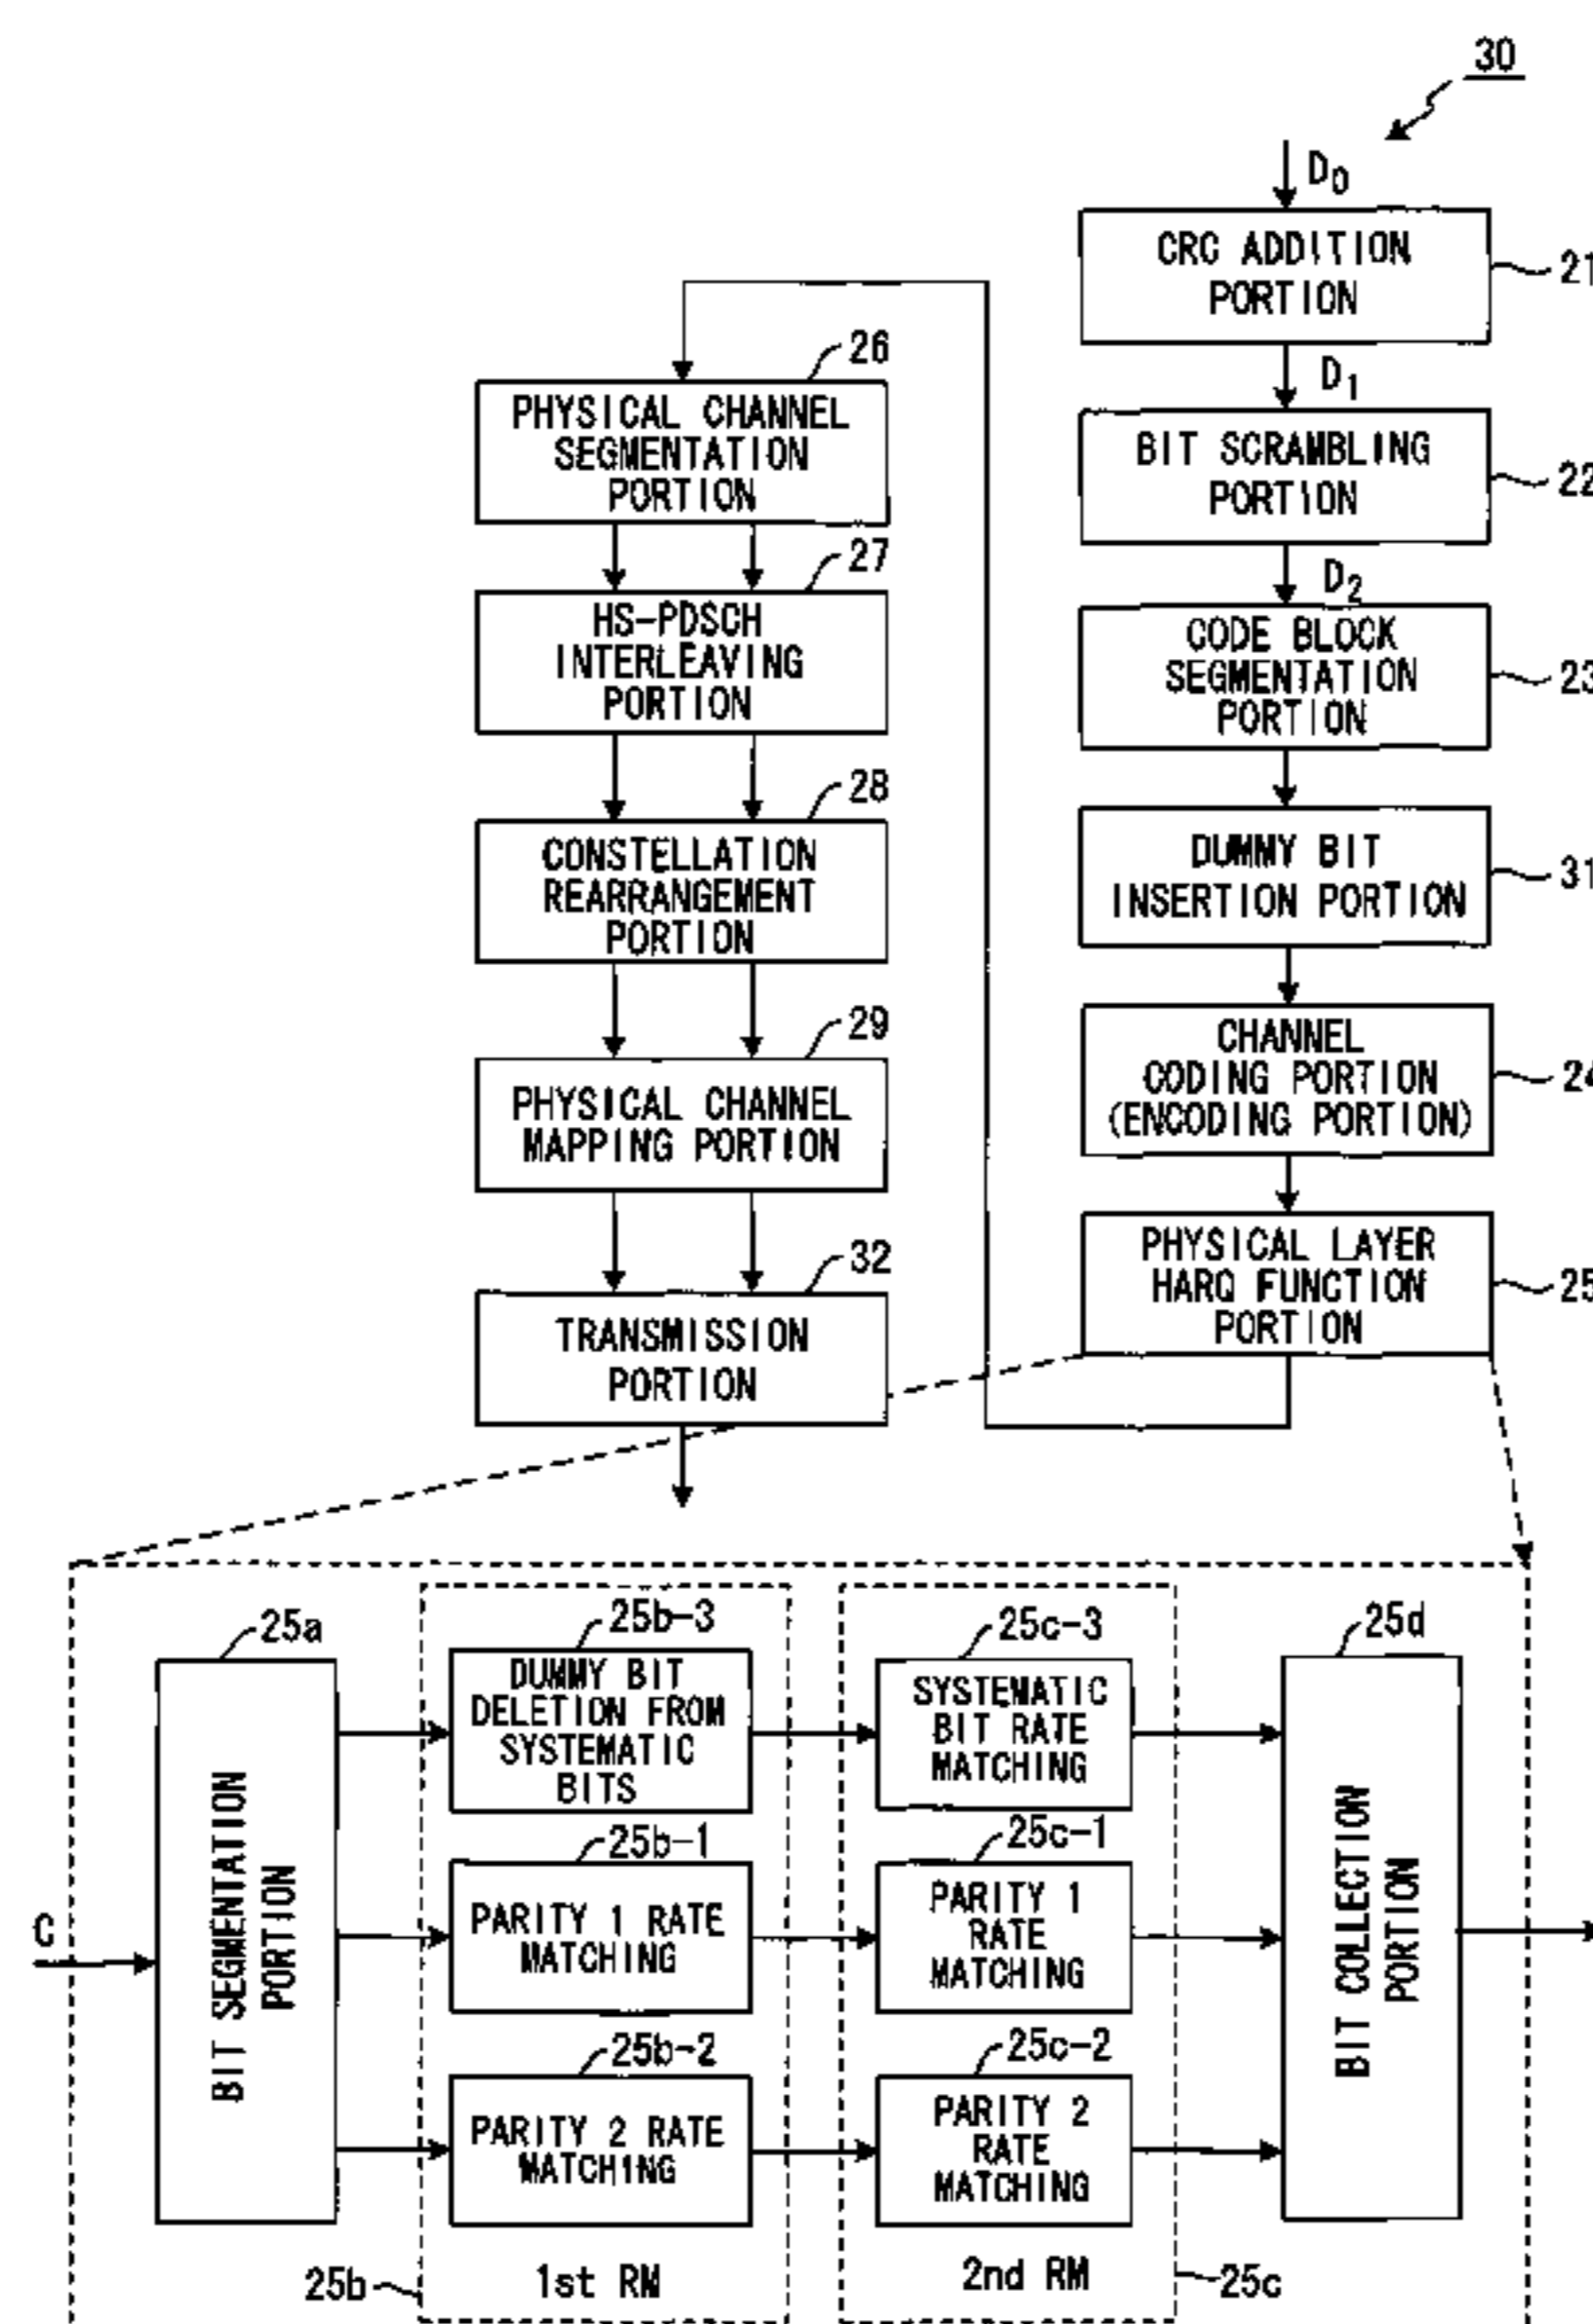 30
D0
CRC ADDITION
PORTION
21
D1
BIT SCRAMBLING
PORTION
22
D2
CODE BLOCK
SEGMENTATION
PORTION
23
DUMMY BIT
INSERTION PORTION
31
CHANNEL
CODING PORTION
(ENCODING PORTION)
24
PHYSICAL LAYER
HARQ FUNCTION
PORTION
25
26
PHYSICAL CHANNEL
SEGMENTATION
PORTION
27
HS-PDSCH
INTERLEAVING
PORTION
28
CONSTELLATION
REARRANGEMENT
PORTION
29
PHYSICAL CHANNEL
MAPPING PORTION
32
TRANSMISSION
PORTION
C
25a
BIT SEGMENTATION
PORTION
25b-3
DUMMY BIT
DELETION FROM
SYSTEMATIC
BITS
25b-1
PARITY 1 RATE
MATCHING
25b-2
PARITY 2 RATE
MATCHING
25b
1st RM
25c-3
SYSTEMATIC
BIT RATE
MATCHING
25c-1
PARITY 1
RATE
MATCHING
25c-2
PARITY 2
RATE
MATCHING
2nd RM
25c
25d
BIT COLLECTION
PORTION